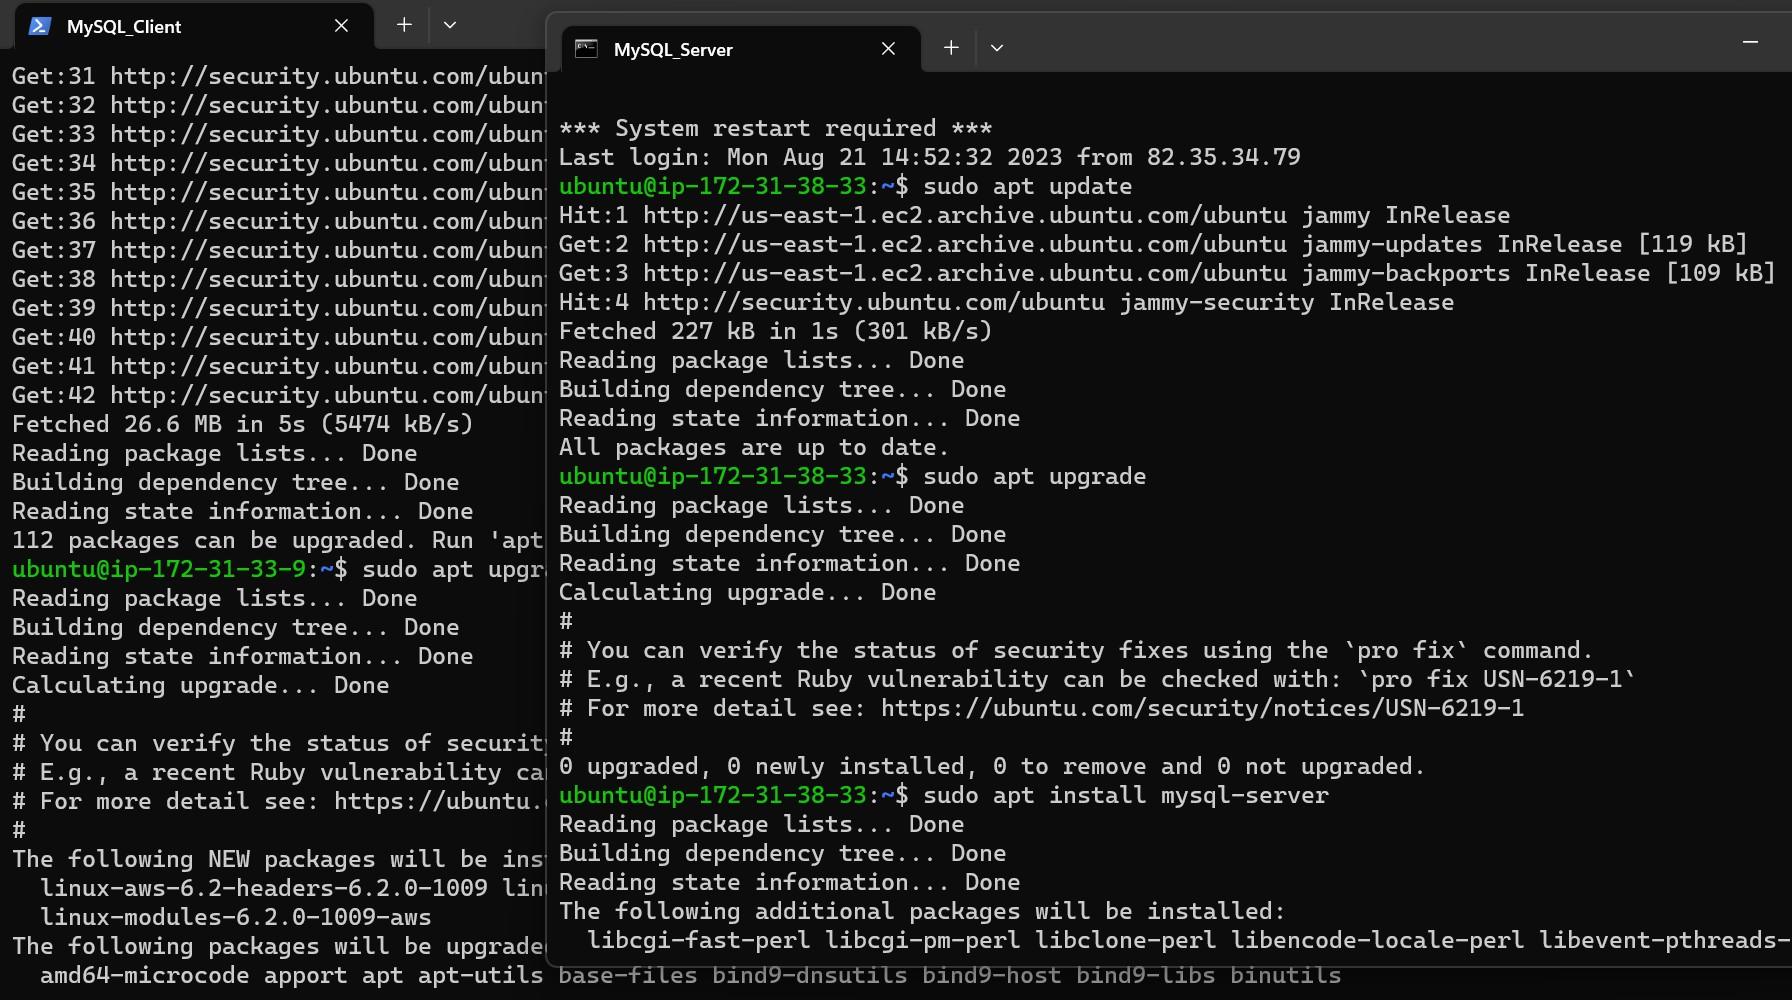 MySQL_Client
Get:31 http://security.ubuntu.com/ubun
Get:32 http://security.ubuntu.com/ubun
Get:33 http://security.ubuntu.com/ubun
Get:34 http://security.ubuntu.com/ubun
Get:35 http://security.ubuntu.com/ubun
Get:36 http://security.ubuntu.com/ubun
Get:37 http://security.ubuntu.com/ubun
Get:38 http://security.ubuntu.com/ubun
Get:39 http://security.ubuntu.com/ubun
Get:40 http://security.ubuntu.com/ubun
Get:41 http://security.ubuntu.com/ubun
Get:42 http://security.ubuntu.com/ubun
Fetched 26.6 MB in 5s (5474 kB/s)
Reading package lists... Done
Building dependency tree... Done
Reading state information... Done
112 packages can be upgraded. Run 'apt
ubuntu@ip-172-31-33-9:~$ sudo apt upgra
Reading package lists... Done
Building dependency tree... Done
Reading state information... Done
Calculating upgrade... Done
#
# You can verify the status of security
# E.g., a recent Ruby vulnerability ca
# For more detail see: https://ubuntu.
#
The following NEW packages will be inst
linux-aws-6.2-headers-6.2.0-1009 linu
linux-modules-6.2.0-1009-aws
The following packages will be upgraded
amd64-microcode apport apt apt-utils base-files bind9-dnsutils bind9-host bind9-libs binutils
MySQL_Server
*** System restart required ***
Last login: Mon Aug 21 14:52:32 2023 from 82.35.34.79
ubuntu@ip-172-31-38-33:~$ sudo apt update
Hit:1 http://us-east-1.ec2.archive.ubuntu.com/ubuntu jammy InRelease
Get:2 http://us-east-1.ec2.archive.ubuntu.com/ubuntu jammy-updates InRelease [119 kB]
Get:3 http://us-east-1.ec2.archive.ubuntu.com/ubuntu jammy-backports InRelease [109 kB]
Hit:4 http://security.ubuntu.com/ubuntu jammy-security InRelease
Fetched 227 kB in 1s (301 kB/s)
Reading package lists... Done
Building dependency tree... Done
Reading state information... Done
All packages are up to date.
ubuntu@ip-172-31-38-33:~$ sudo apt upgrade
Reading package lists... Done
Building dependency tree... Done
Reading state information... Done
Calculating upgrade... Done
#
# You can verify the status of security fixes using the `pro fix` command.
# E.g., a recent Ruby vulnerability can be checked with: `pro fix USN-6219-1`
# For more detail see: https://ubuntu.com/security/notices/USN-6219-1
#
0 upgraded, 0 newly installed, 0 to remove and 0 not upgraded.
ubuntu@ip-172-31-38-33:~$ sudo apt install mysql-server
Reading package lists... Done
Building dependency tree... Done
Reading state information... Done
The following additional packages will be installed:
libcgi-fast-perl libcgi-pm-perl libclone-perl libencode-locale-perl libevent-pthreads-